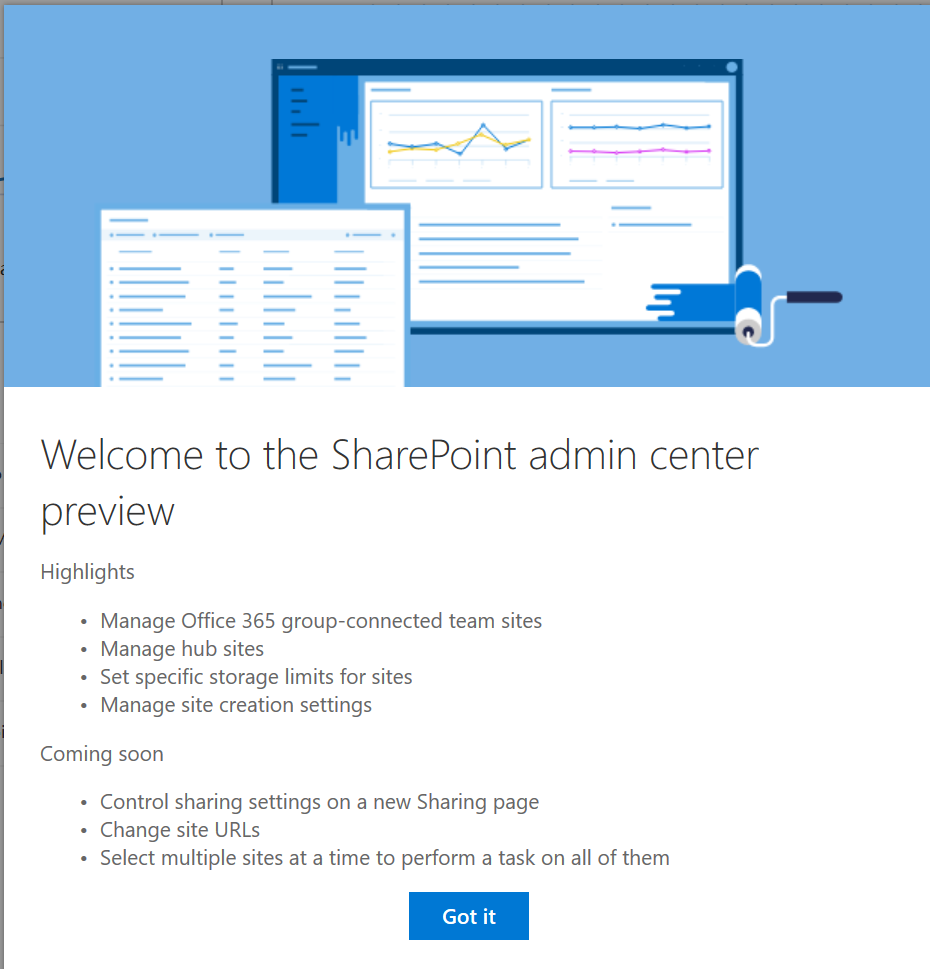 Welcome to the SharePoint admin center
preview
Highlights
• Manage Office 365 group-connected team sites
• Manage hub sites
• Set specific storage limits for sites
• Manage site creation settings
Coming soon
• Control sharing settings on a new Sharing page
• Change site URLs
• Select multiple sites at a time to perform a task on all of them
Got it